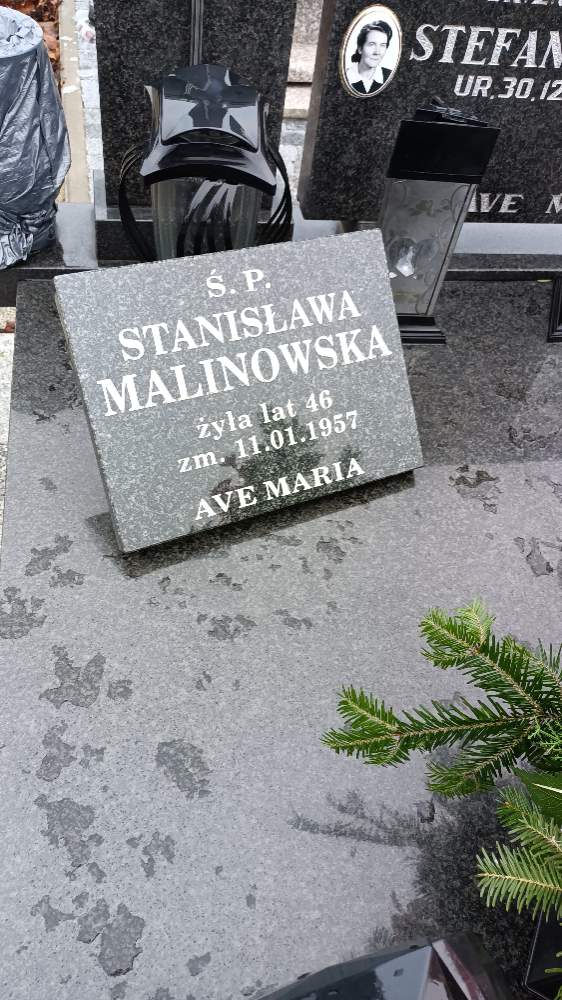 STEFAN
UR. 30.12
AVE M
Ś. P.
STANISŁAWA
MALINOWSKA
żyła lat 46
zm. 11.01.1957
AVE MARIA